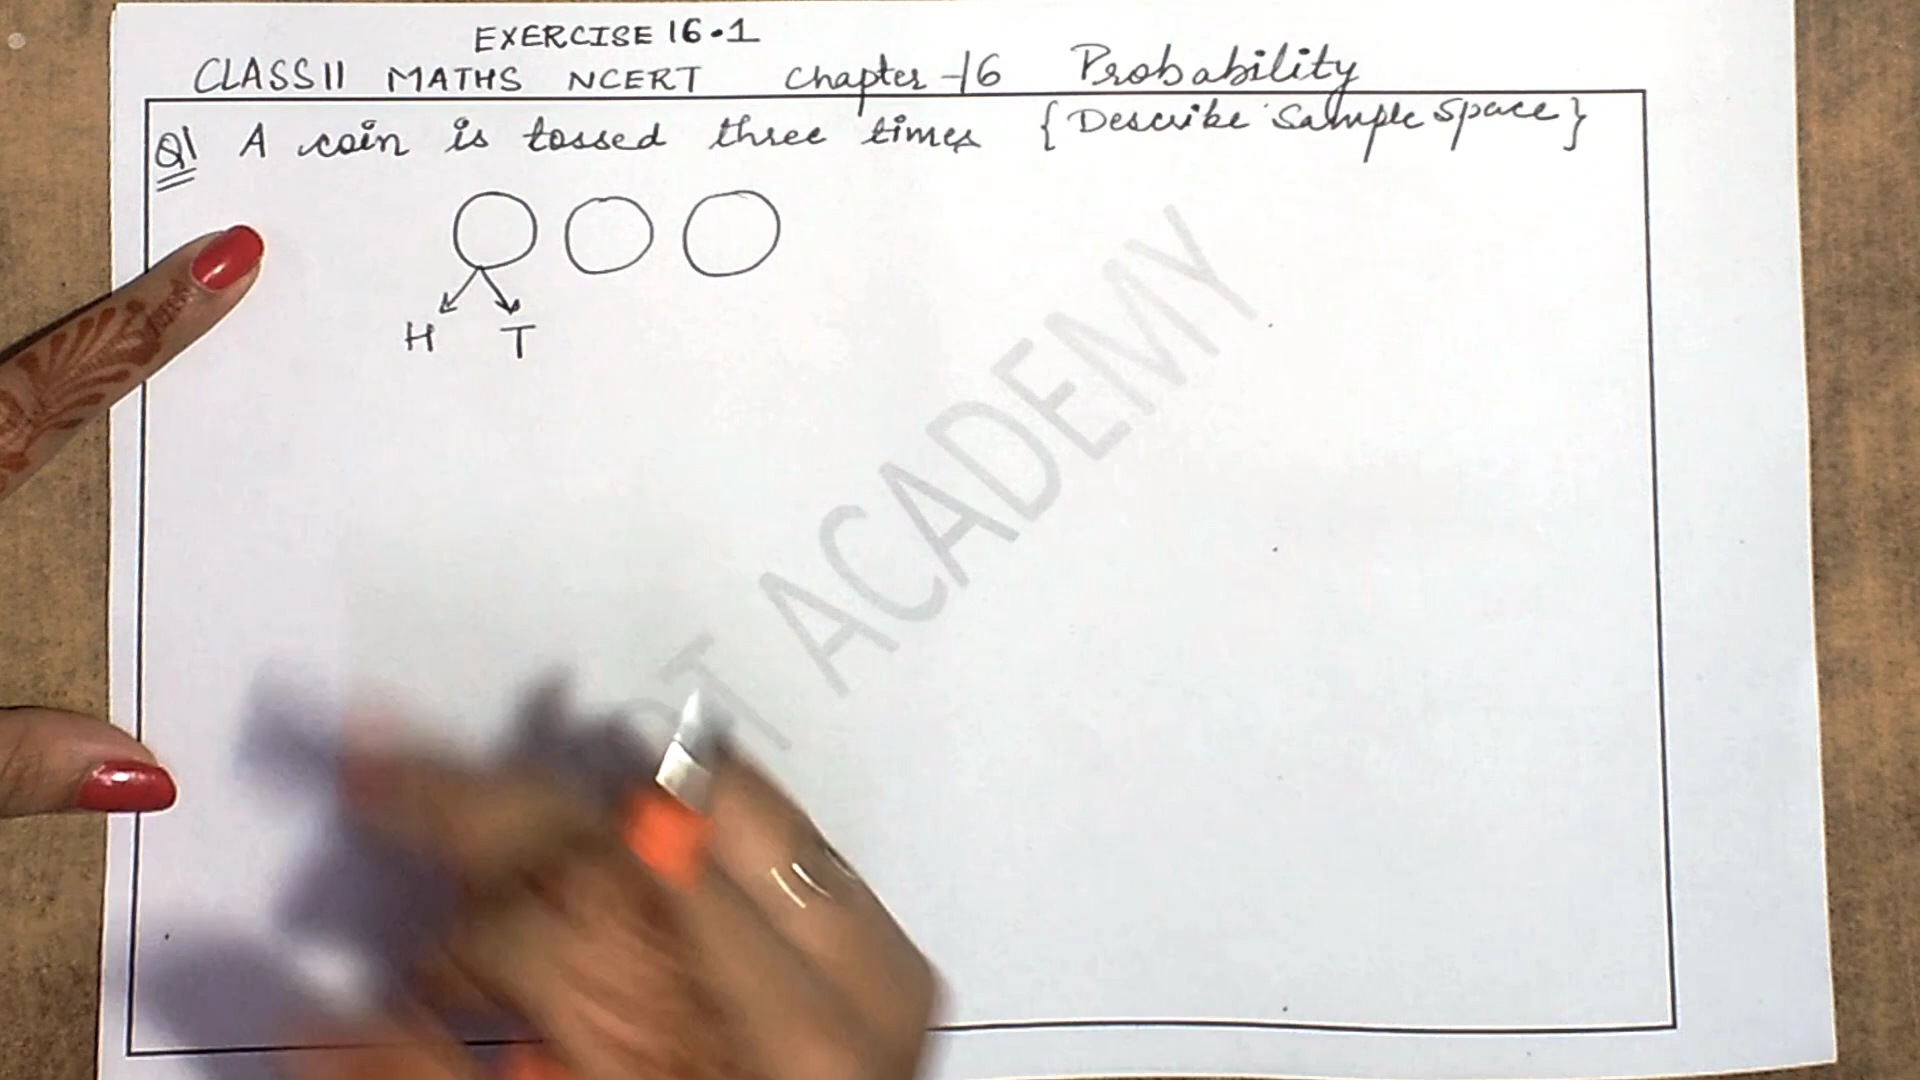 EXERCISE 16.1
CLASS 11 MATHS NCERT Chapter-16 Probability
Q1 A coin is tossed three times {Describe Sample Space}
H T
ACADEMY